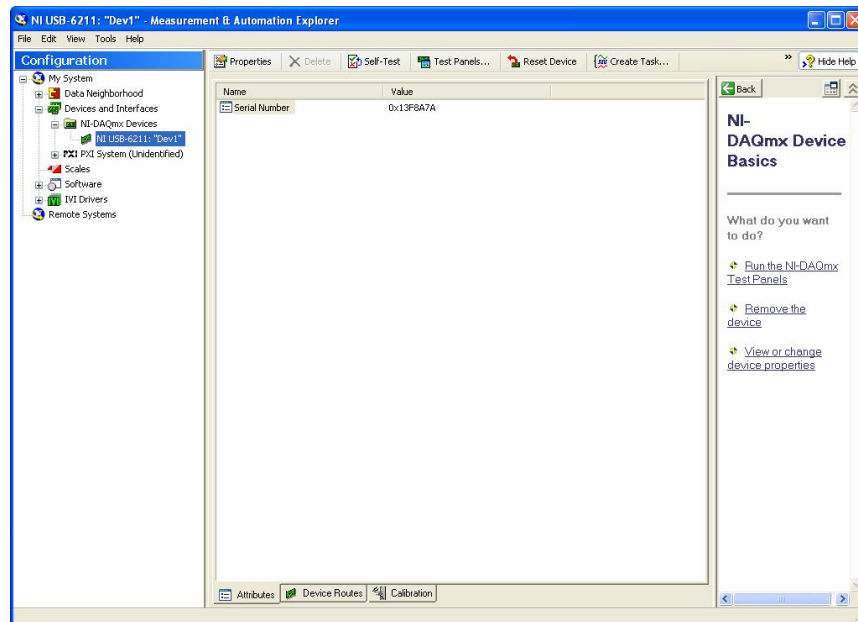 NI USB-6211: "Dev1" - Measurement & Automation Explorer
File Edit View Tools Help
Configuration
My System
Data Neighborhood
Devices and Interfaces
NI-DAQmx Devices
NI USB-6211: "Dev1"
PXI PXI System (Unidentified)
Scales
Software
IVI Drivers
Remote Systems
Properties Delete Self-Test Test Panels... Reset Device Create Task... » Hide Help
Name Value
Serial Number 0x13F8A7A
Attributes Device Routes Calibration
Back
NI-
DAQmx Device
Basics
What do you want
to do?
Run the NI-DAQmx
Test Panels
Remove the
device
View or change
device properties